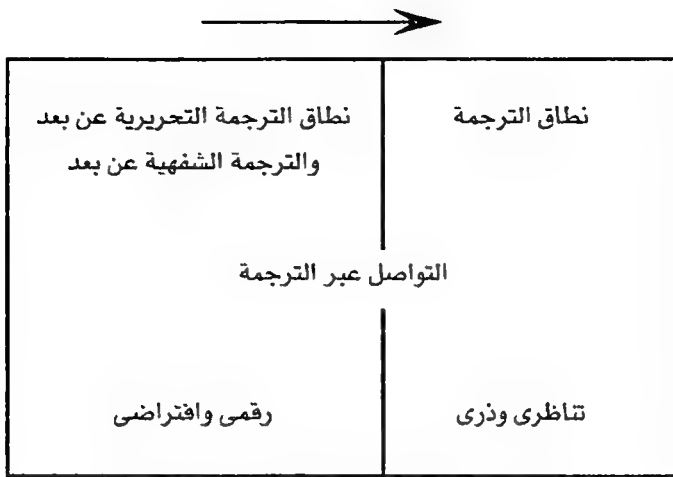 نطاق الترجمة
نطاق الترجمة التحريرية عن بعد
والترجمة الشفهية عن بعد
التواصل عبر الترجمة
تناظرى وذرى
رقمى وافتراضى